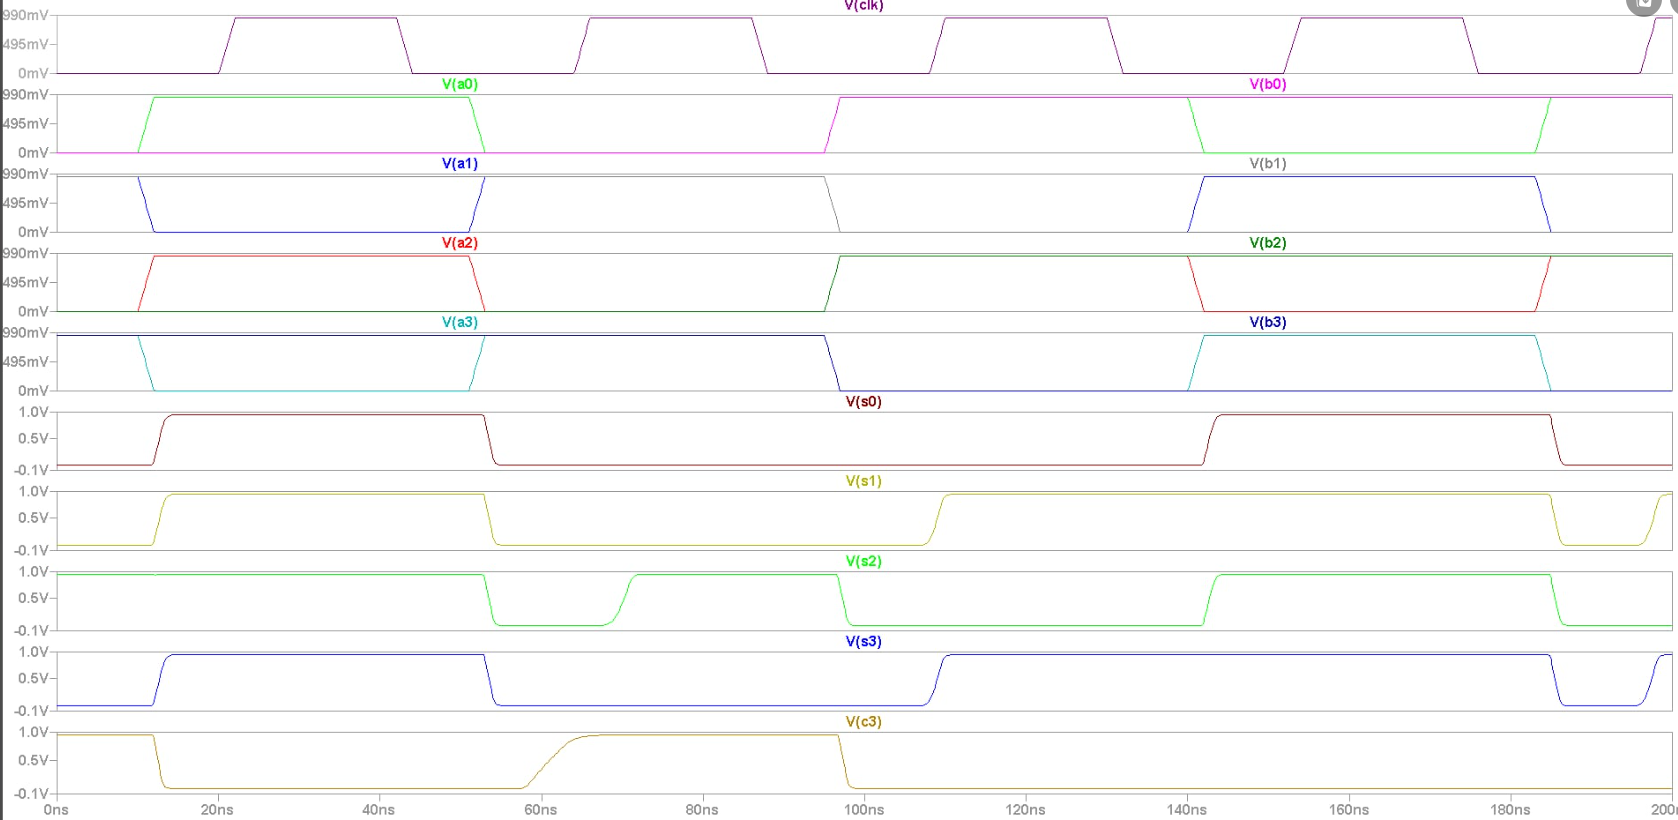 V(clk)
990mV
495mV
0mV
V(a0) V(b0)
990mV
495mV
0mV
V(a1) V(b1)
990mV
495mV
0mV
V(a2) V(b2)
990mV
495mV
0mV
V(a3) V(b3)
990mV
495mV
0mV
V(s0)
1.0V
0.5V
-0.1V
V(s1)
1.0V
0.5V
-0.1V
V(s2)
1.0V
0.5V
-0.1V
V(s3)
1.0V
0.5V
-0.1V
V(c3)
1.0V
0.5V
-0.1V
0ns 20ns 40ns 60ns 80ns 100ns 120ns 140ns 160ns 180ns